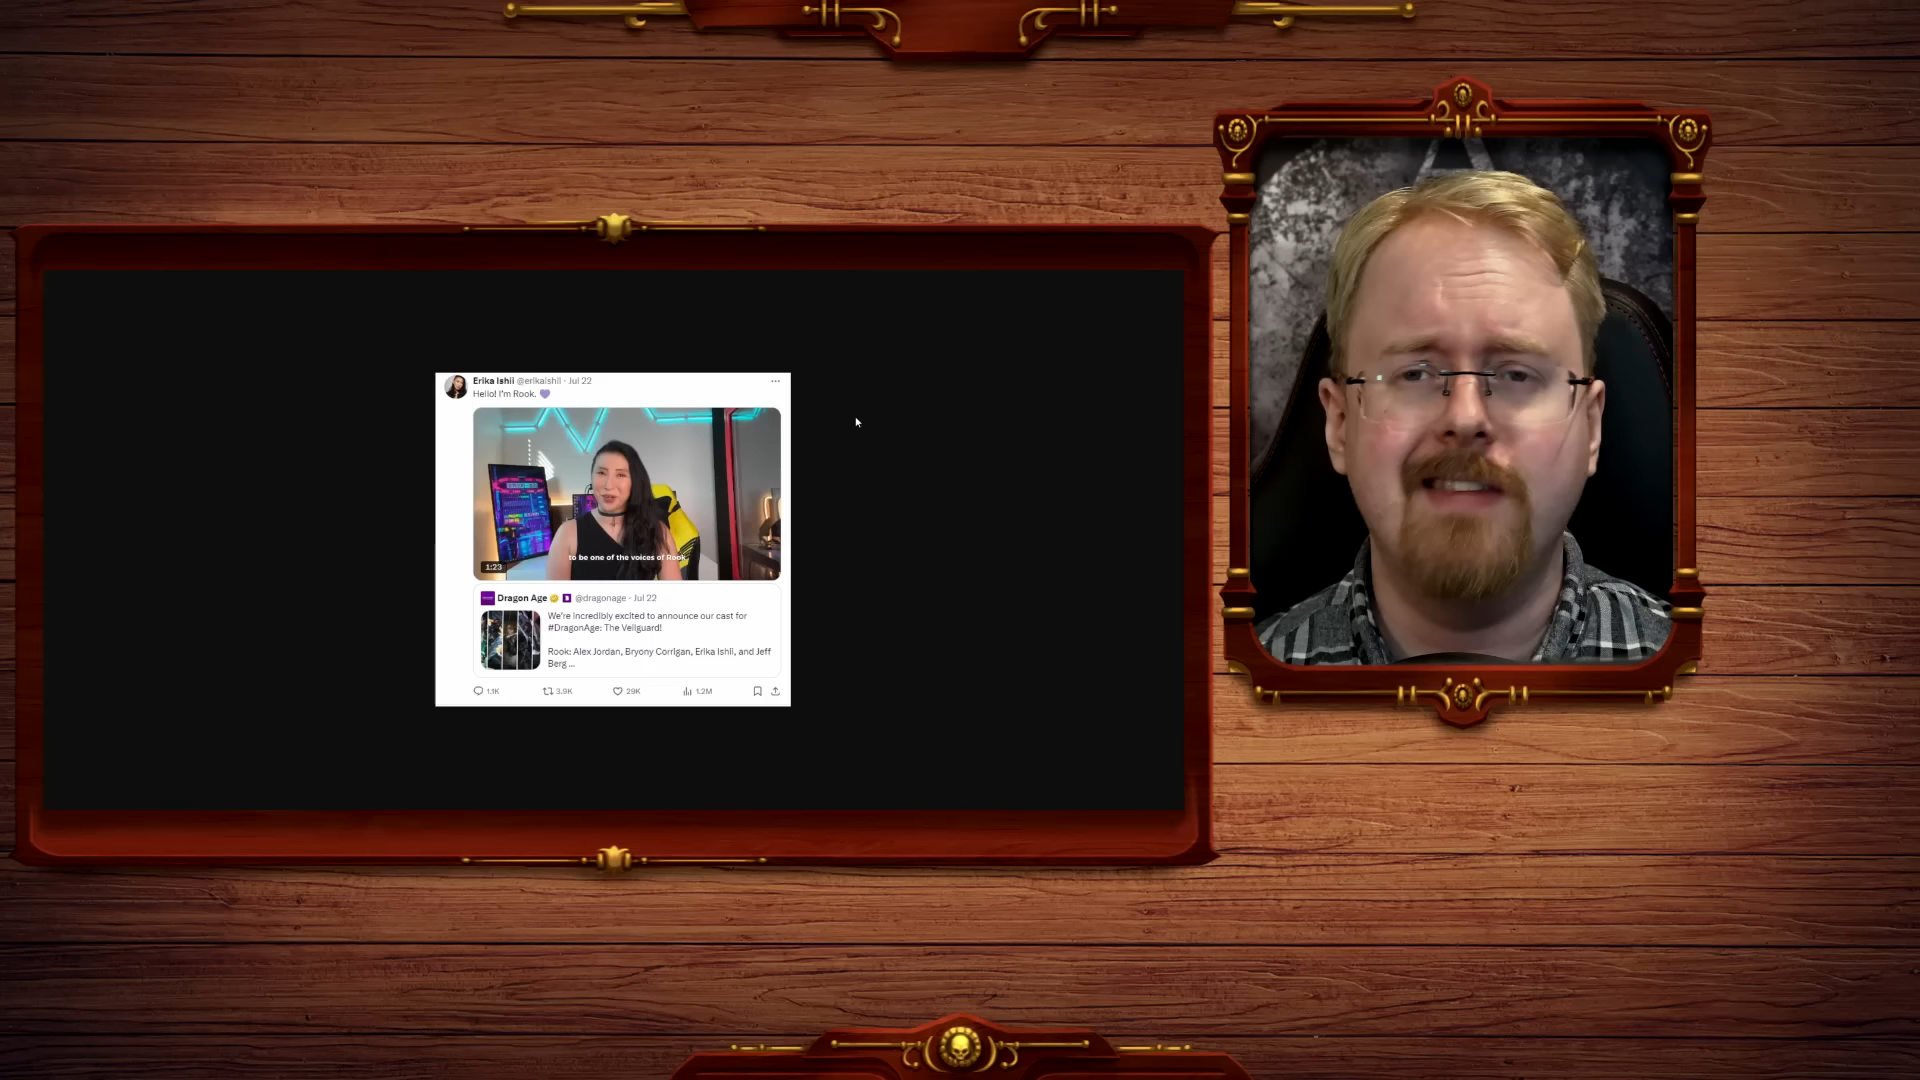 Erika Ishii @erikaishii · Jul 22
Hello! I'm Rook. 💜
to be one of the voices of Rook
1:23
Dragon Age @dragonage · Jul 22
We're incredibly excited to announce our cast for
#DragonAge: The Veilguard!
Rook: Alex Jordan, Bryony Corrigan, Erika Ishii, and Jeff
Berg ...
1.1K 3.9K 29K 1.2M